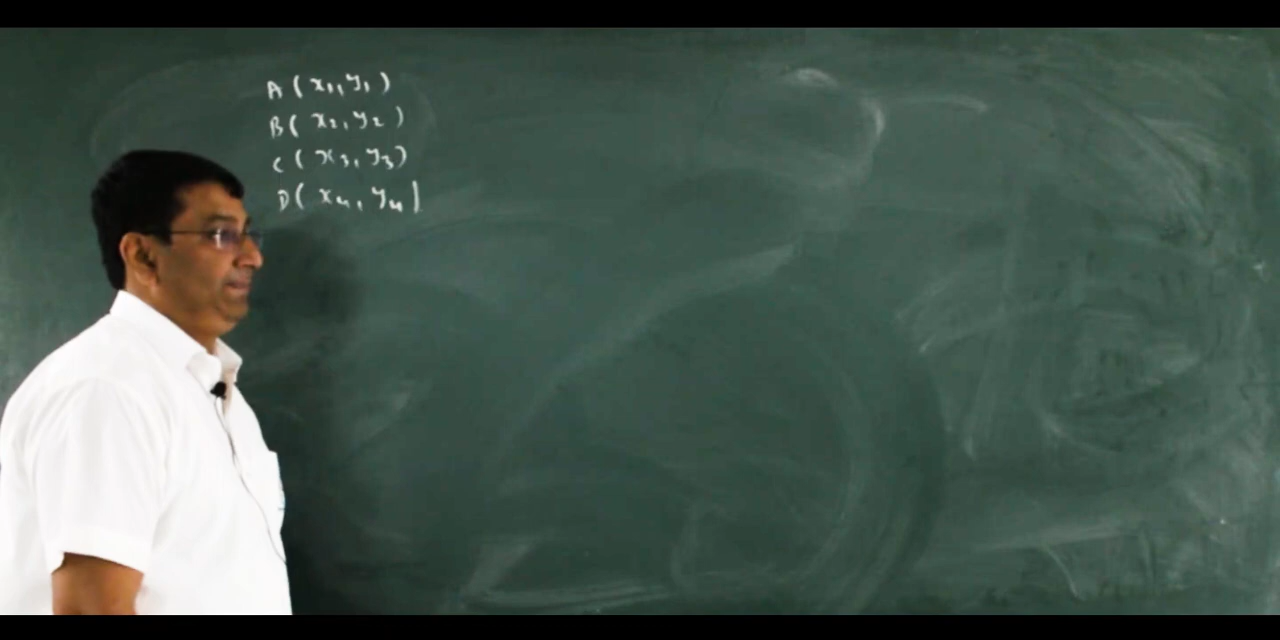 A ( x₁, y₁ )
B ( x₂, y₂ )
C ( x₃, y₃ )
D ( x₄, y₄ )